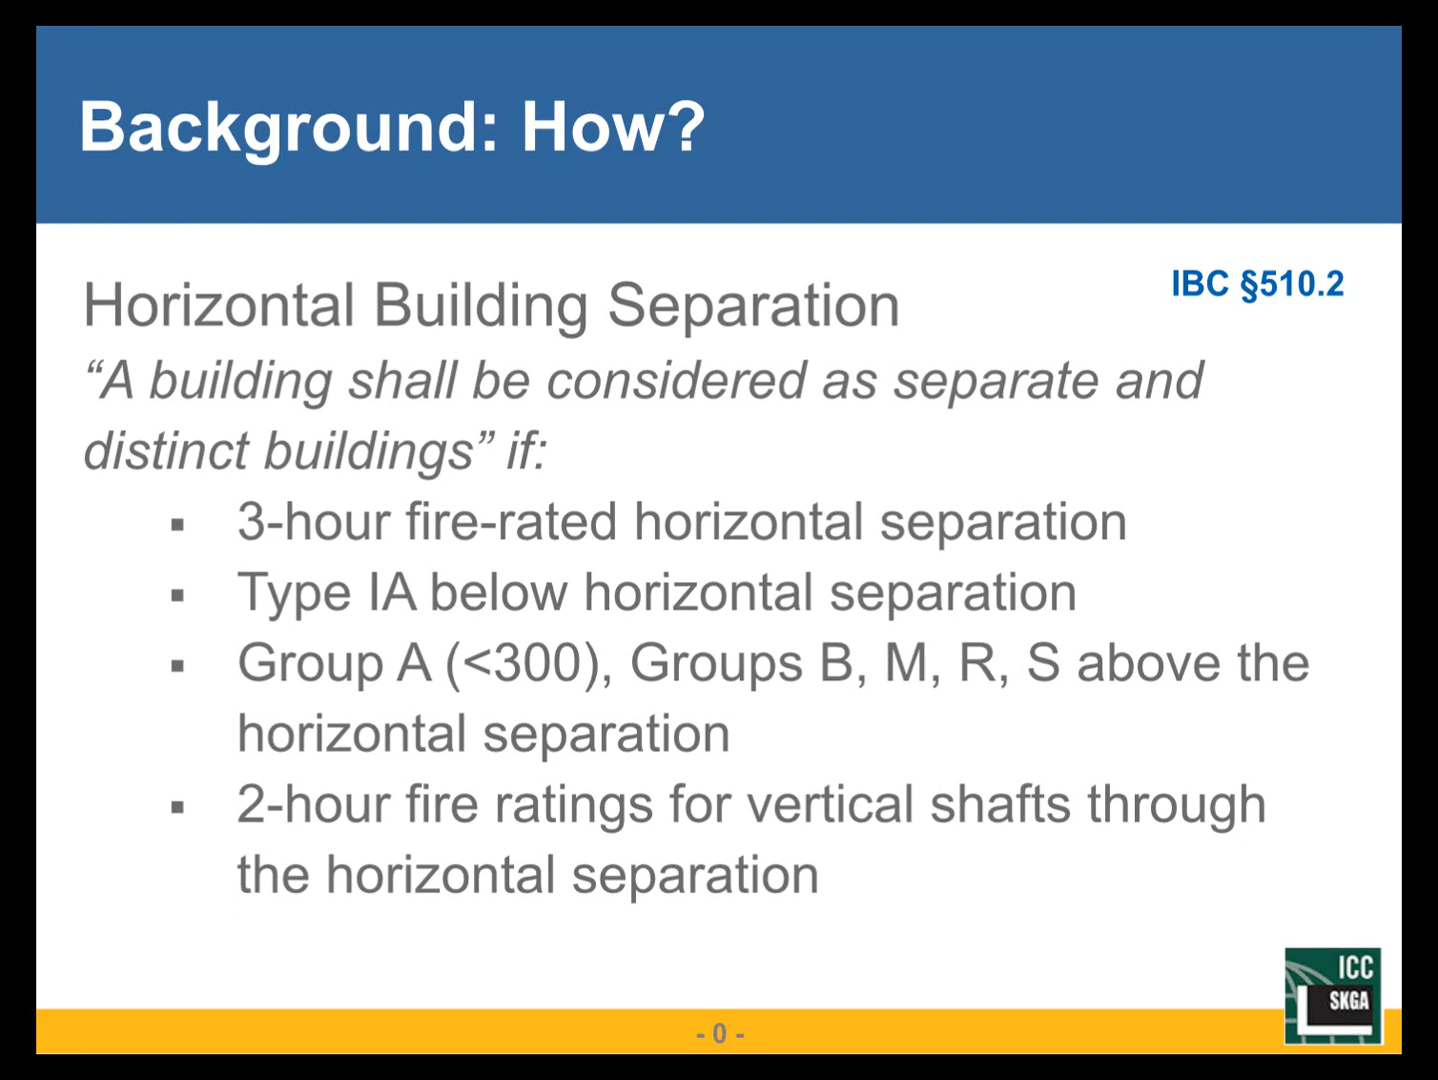 Background: How?
IBC §510.2
Horizontal Building Separation
“A building shall be considered as separate and
distinct buildings” if:
▪ 3-hour fire-rated horizontal separation
▪ Type IA below horizontal separation
▪ Group A (<300), Groups B, M, R, S above the
horizontal separation
▪ 2-hour fire ratings for vertical shafts through
the horizontal separation
ICC
SKGA
- 0 -